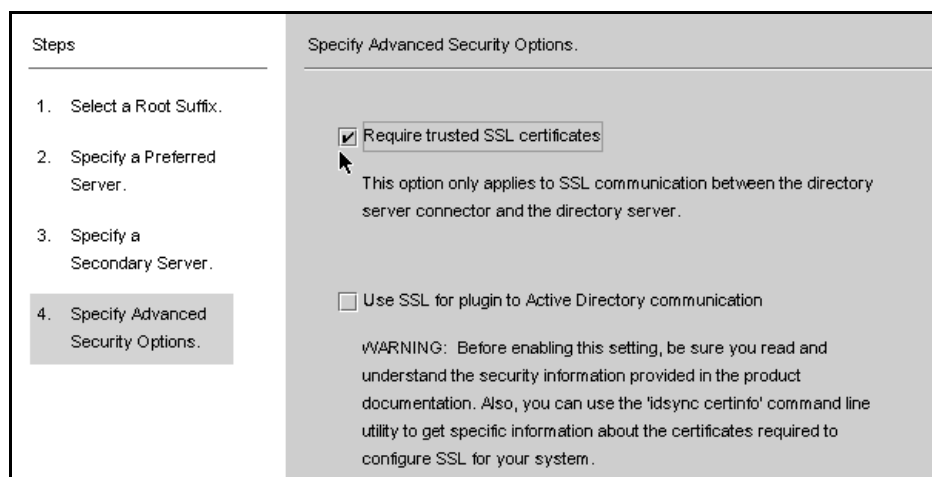 Steps
1. Select a Root Suffix.
2. Specify a Preferred
Server.
3. Specify a
Secondary Server.
4. Specify Advanced
Security Options.
Specify Advanced Security Options.
Require trusted SSL certificates
This option only applies to SSL communication between the directory
server connector and the directory server.
Use SSL for plugin to Active Directory communication
WARNING: Before enabling this setting, be sure you read and
understand the security information provided in the product
documentation. Also, you can use the 'idsync certinfo' command line
utility to get specific information about the certificates required to
configure SSL for your system.